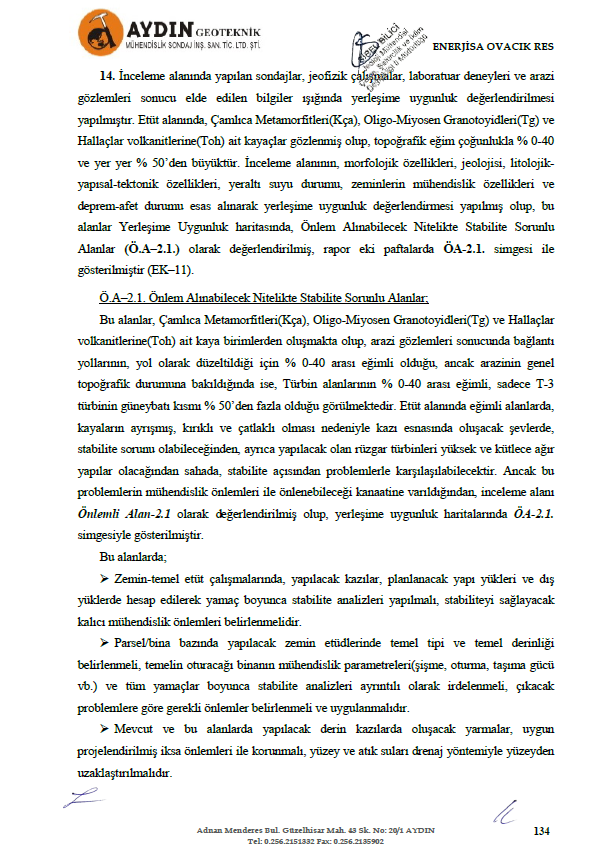 AYDIN GEOTEKNİK
MÜHENDİSLİK SONDAJ İNŞ. SAN. TİC. LTD. ŞTİ.
ENERJİSA OVACIK RES
14. İnceleme alanında yapılan sondajlar, jeofizik çalışmalar, laboratuar deneyleri ve arazi
gözlemleri sonucu elde edilen bilgiler ışığında yerleşime uygunluk değerlendirilmesi
yapılmıştır. Etüt alanında, Çamlıca Metamorfitleri(Kça), Oligo-Miyosen Granotoyidleri(Tg) ve
Hallaçlar volkanitlerine(Toh) ait kayaçlar gözlenmiş olup, topoğrafik eğim çoğunlukla % 0-40
ve yer yer % 50’den büyüktür. İnceleme alanının, morfolojik özellikleri, jeolojisi, litolojik-
yapısal-tektonik özellikleri, yeraltı suyu durumu, zeminlerin mühendislik özellikleri ve
deprem-afet durumu esas alınarak yerleşime uygunluk değerlendirmesi yapılmış olup, bu
alanlar Yerleşime Uygunluk haritasında, Önlem Alınabilecek Nitelikte Stabilite Sorunlu
Alanlar (Ö.A–2.1.) olarak değerlendirilmiş, rapor eki paftalarda ÖA-2.1. simgesi ile
gösterilmiştir (EK–11).
Ö.A–2.1. Önlem Alınabilecek Nitelikte Stabilite Sorunlu Alanlar;
Bu alanlar, Çamlıca Metamorfitleri(Kça), Oligo-Miyosen Granotoyidleri(Tg) ve Hallaçlar
volkanitlerine(Toh) ait kaya birimlerden oluşmakta olup, arazi gözlemleri sonucunda bağlantı
yollarının, yol olarak düzeltildiği için % 0-40 arası eğimli olduğu, ancak arazinin genel
topoğrafik durumuna bakıldığında ise, Türbin alanlarının % 0-40 arası eğimli, sadece T-3
türbinin güneybatı kısmı % 50’den fazla olduğu görülmektedir. Etüt alanında eğimli alanlarda,
kayaların ayrışmış, kırıklı ve çatlaklı olması nedeniyle kazı esnasında oluşacak şevlerde,
stabilite sorunu olabileceğinden, ayrıca yapılacak olan rüzgar türbinleri yüksek ve kütlece ağır
yapılar olacağından sahada, stabilite açısından problemlerle karşılaşılabilecektir. Ancak bu
problemlerin mühendislik önlemleri ile önlenebileceği kanaatine varıldığından, inceleme alanı
Önlemli Alan-2.1 olarak değerlendirilmiş olup, yerleşime uygunluk haritalarında ÖA-2.1.
simgesiyle gösterilmiştir.
Bu alanlarda;
➢ Zemin-temel etüt çalışmalarında, yapılacak kazılar, planlanacak yapı yükleri ve dış
yüklerde hesap edilerek yamaç boyunca stabilite analizleri yapılmalı, stabiliteyi sağlayacak
kalıcı mühendislik önlemleri belirlenmelidir.
➢ Parsel/bina bazında yapılacak zemin etüdlerinde temel tipi ve temel derinliği
belirlenmeli, temelin oturacağı binanın mühendislik parametreleri(şişme, oturma, taşıma gücü
vb.) ve tüm yamaçlar boyunca stabilite analizleri ayrıntılı olarak irdelenmeli, çıkacak
problemlere göre gerekli önlemler belirlenmeli ve uygulanmalıdır.
➢ Mevcut ve bu alanlarda yapılacak derin kazılarda oluşacak yarmalar, uygun
projelendirilmiş iksa önlemleri ile korunmalı, yüzey ve atık suları drenaj yöntemiyle yüzeyden
uzaklaştırılmalıdır.
Adnan Menderes Bul. Güzelhisar Mah. 43 Sk. No: 20/1 AYDIN
Tel: 0.256.2151332 Fax: 0.256.2135902
134